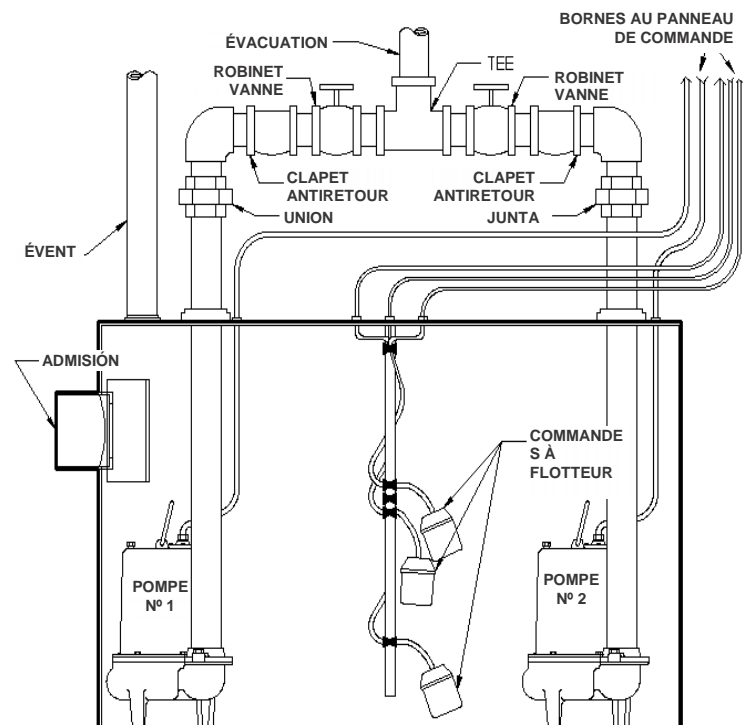 BORNES AU PANNEAU
DE COMMANDE
ÉVACUATION
TEE
ROBINET
VANNE
ROBINET
VANNE
CLAPET
ANTIRETOUR
CLAPET
ANTIRETOUR
UNION
JUNTA
ÉVENT
ADMISIÓN
COMMANDE
S À
FLOTTEUR
POMPE
Nº 1
POMPE
Nº 2